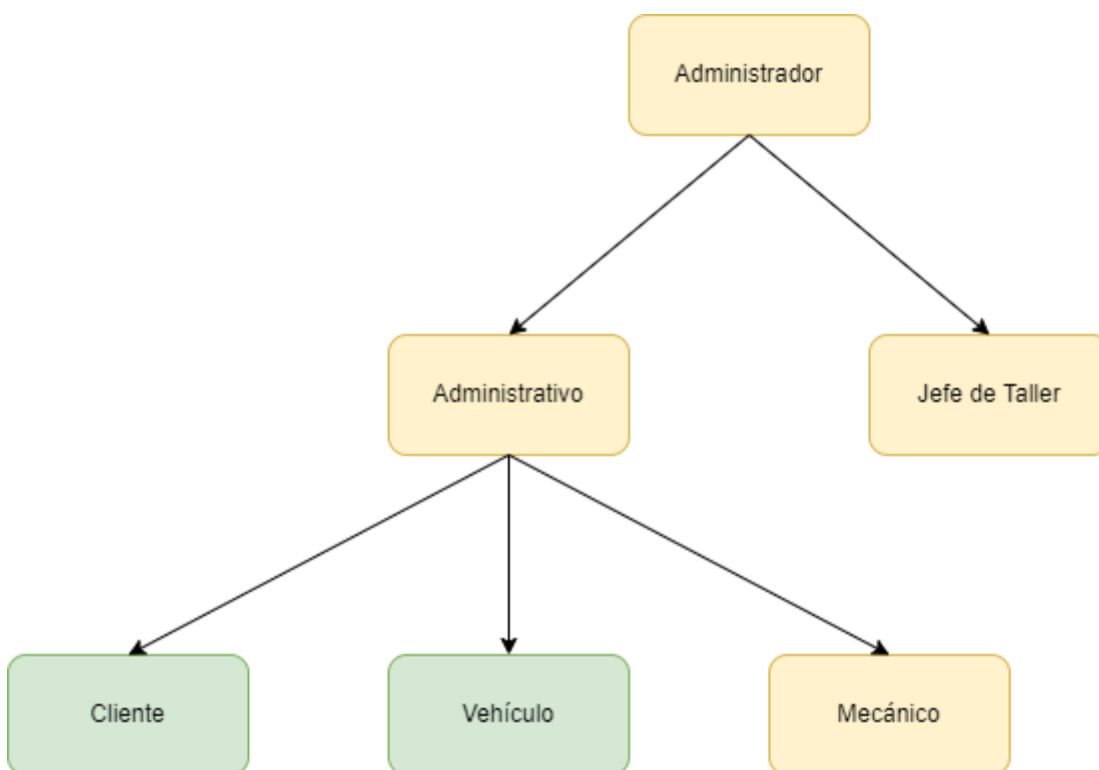 Administrador
Administrativo
Jefe de Taller
Cliente
Vehículo
Mecánico